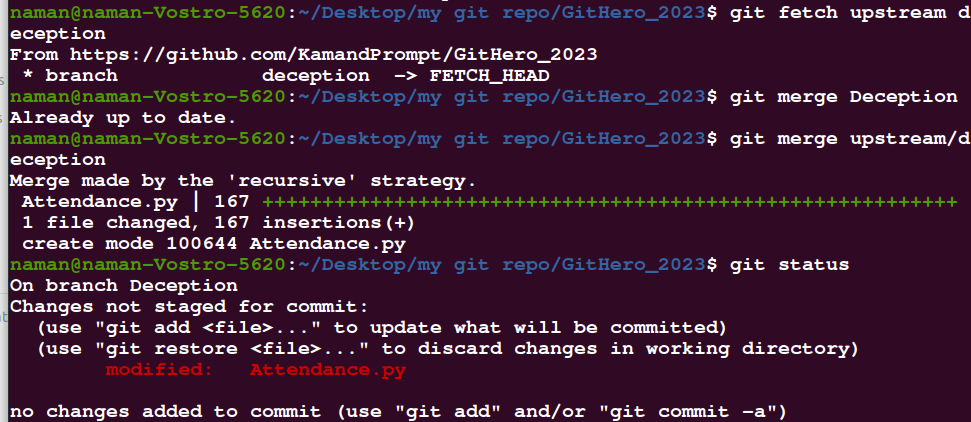 naman@naman-Vostro-5620:~/Desktop/my git repo/GitHero_2023$ git fetch upstream d
eception
From https://github.com/KamandPrompt/GitHero_2023
 * branch            deception  -> FETCH_HEAD
naman@naman-Vostro-5620:~/Desktop/my git repo/GitHero_2023$ git merge Deception
Already up to date.
naman@naman-Vostro-5620:~/Desktop/my git repo/GitHero_2023$ git merge upstream/d
eception
Merge made by the 'recursive' strategy.
 Attendance.py | 167 ++++++++++++++++++++++++++++++++++++++++++++++++++++++++++
 1 file changed, 167 insertions(+)
 create mode 100644 Attendance.py
naman@naman-Vostro-5620:~/Desktop/my git repo/GitHero_2023$ git status
On branch Deception
Changes not staged for commit:
  (use "git add <file>..." to update what will be committed)
  (use "git restore <file>..." to discard changes in working directory)
        modified:   Attendance.py

no changes added to commit (use "git add" and/or "git commit -a")